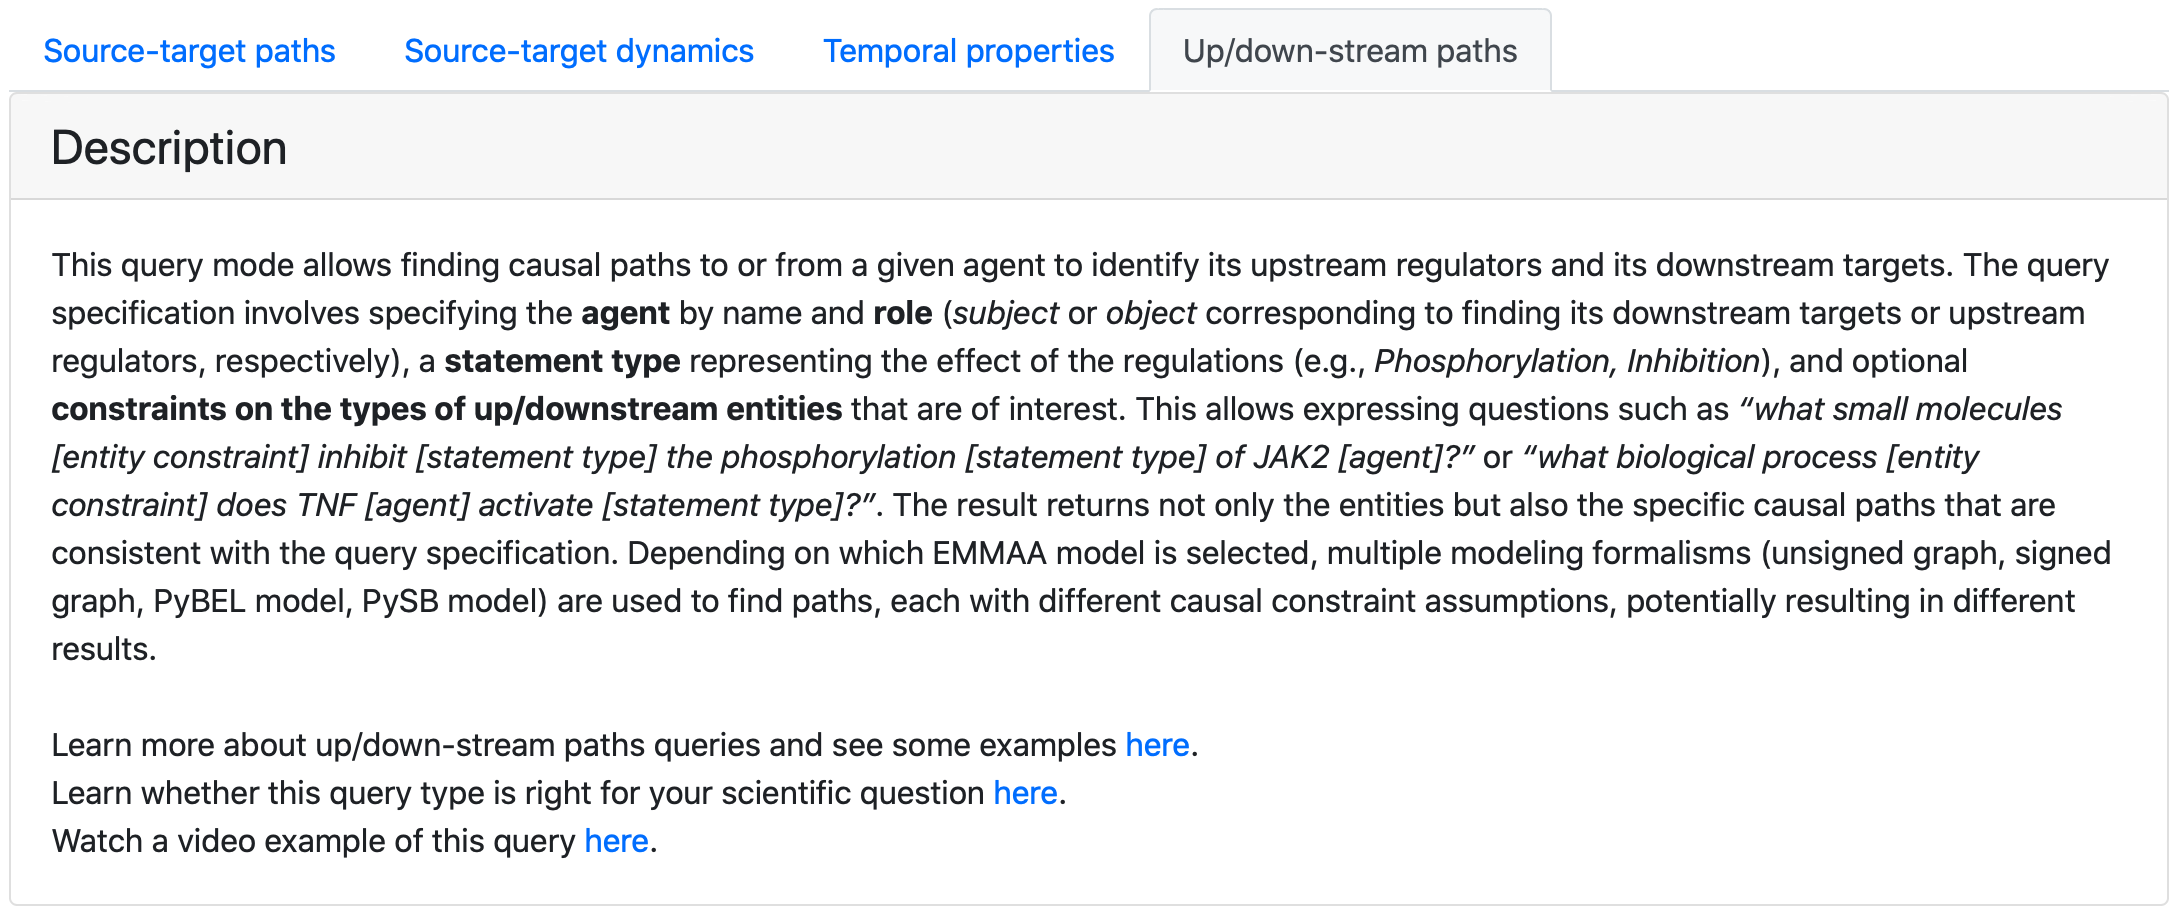 Source-target paths
Source-target dynamics
Temporal properties
Up/down-stream paths
Description
This query mode allows finding causal paths to or from a given agent to identify its upstream regulators and its downstream targets. The query
specification involves specifying the agent by name and role (subject or object corresponding to finding its downstream targets or upstream
regulators, respectively), a statement type representing the effect of the regulations (e.g., Phosphorylation, Inhibition), and optional
constraints on the types of up/downstream entities that are of interest. This allows expressing questions such as “what small molecules
[entity constraint] inhibit [statement type] the phosphorylation [statement type] of JAK2 [agent]?” or “what biological process [entity
constraint] does TNF [agent] activate [statement type]?”. The result returns not only the entities but also the specific causal paths that are
consistent with the query specification. Depending on which EMMAA model is selected, multiple modeling formalisms (unsigned graph, signed
graph, PyBEL model, PySB model) are used to find paths, each with different causal constraint assumptions, potentially resulting in different
results.
Learn more about up/down-stream paths queries and see some examples here.
Learn whether this query type is right for your scientific question here.
Watch a video example of this query here.